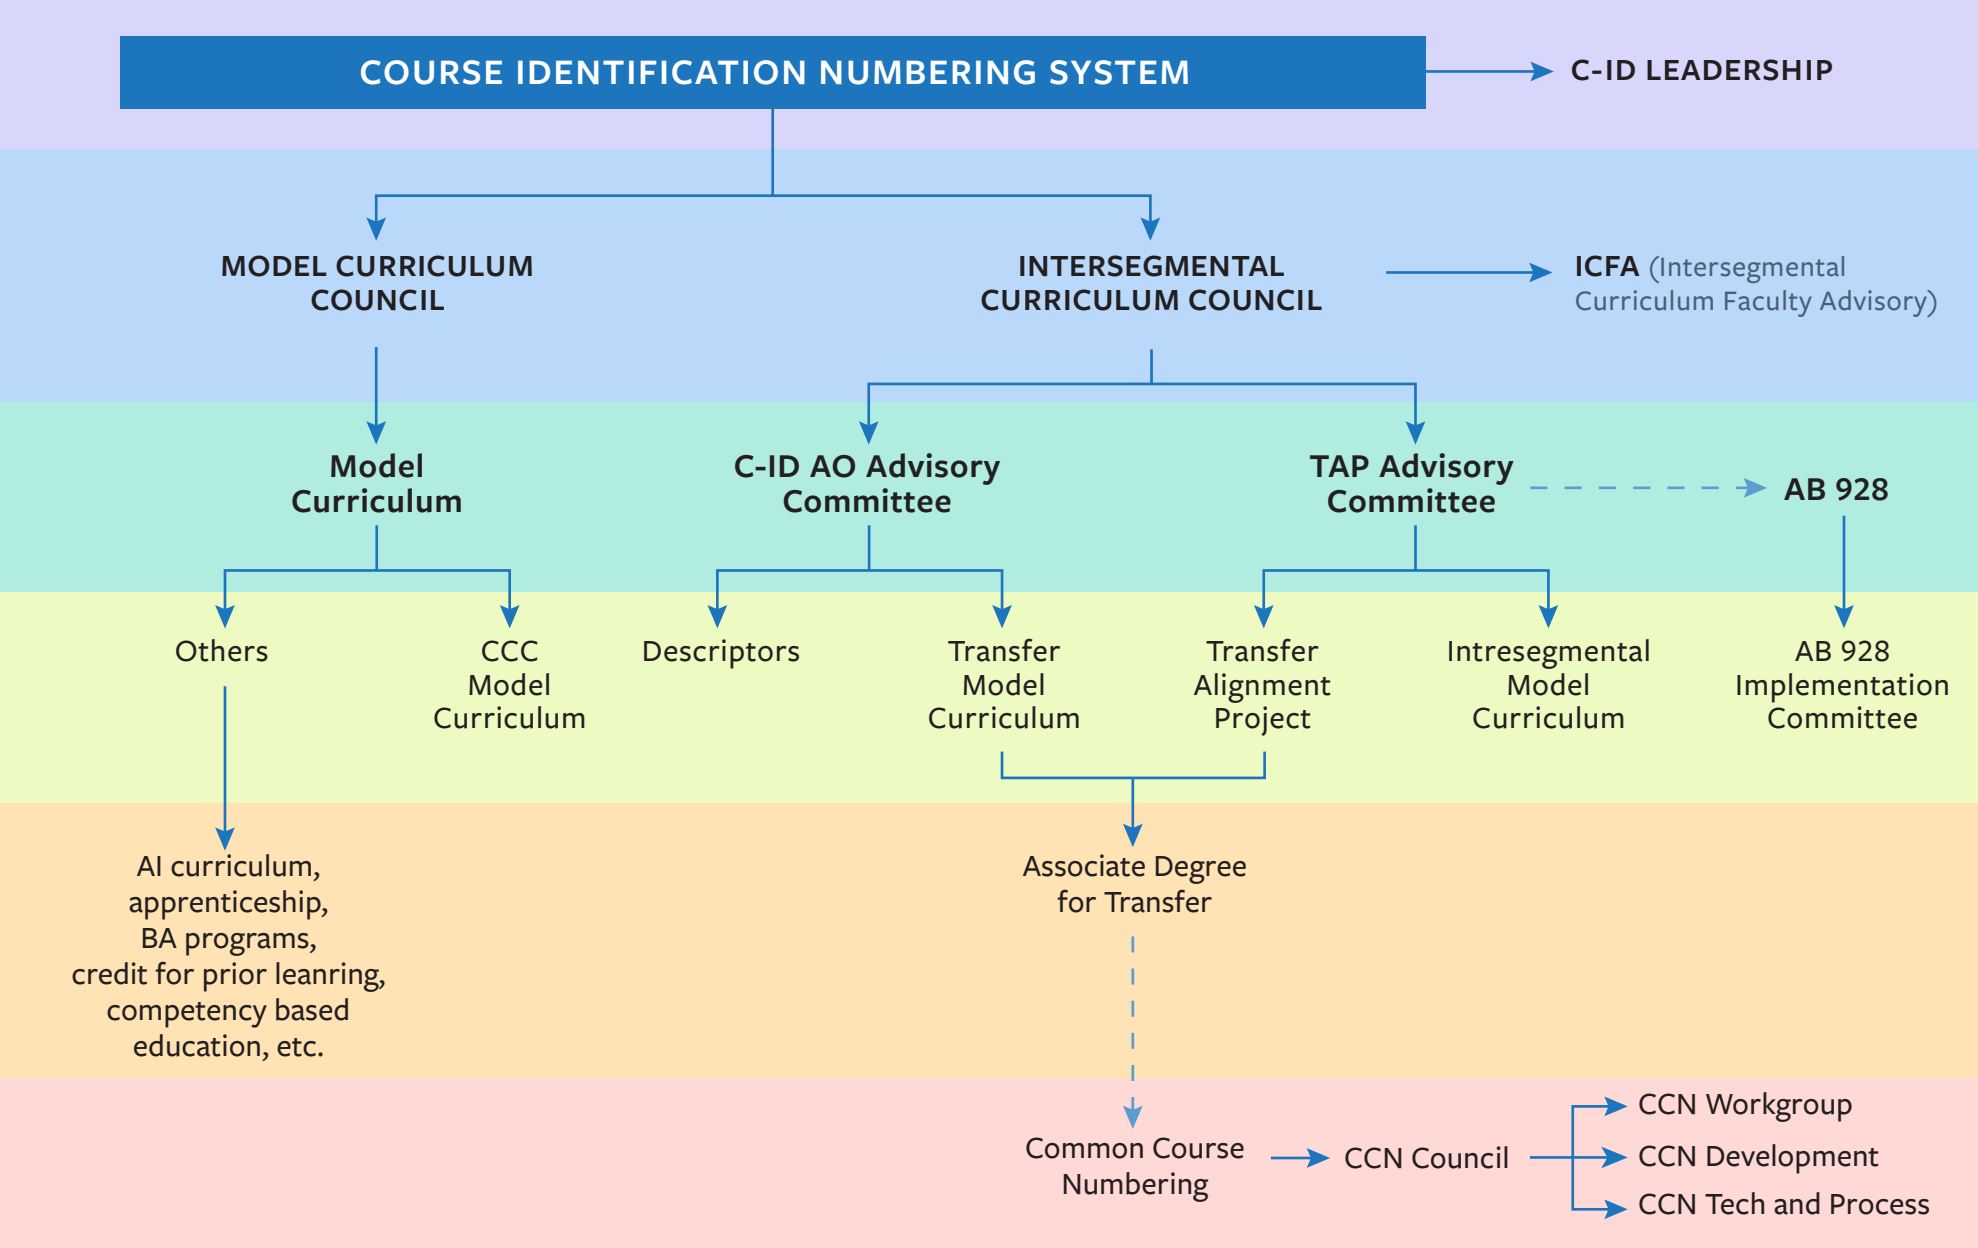 COURSE IDENTIFICATION NUMBERING SYSTEM
C-ID LEADERSHIP
MODEL CURRICULUM
COUNCIL
INTERSEGMENTAL
CURRICULUM COUNCIL
ICFA (Intersegmental
Curriculum Faculty Advisory)
Model
Curriculum
C-ID AO Advisory
Committee
TAP Advisory
Committee
AB 928
Others
CCC
Model
Curriculum
Descriptors
Transfer
Model
Curriculum
Transfer
Alignment
Project
Intresegmental
Model
Curriculum
AB 928
Implementation
Committee
AI curriculum,
apprenticeship,
BA programs,
credit for prior leanring,
competency based
education, etc.
Associate Degree
for Transfer
Common Course
Numbering
CCN Council
CCN Workgroup
CCN Development
CCN Tech and Process